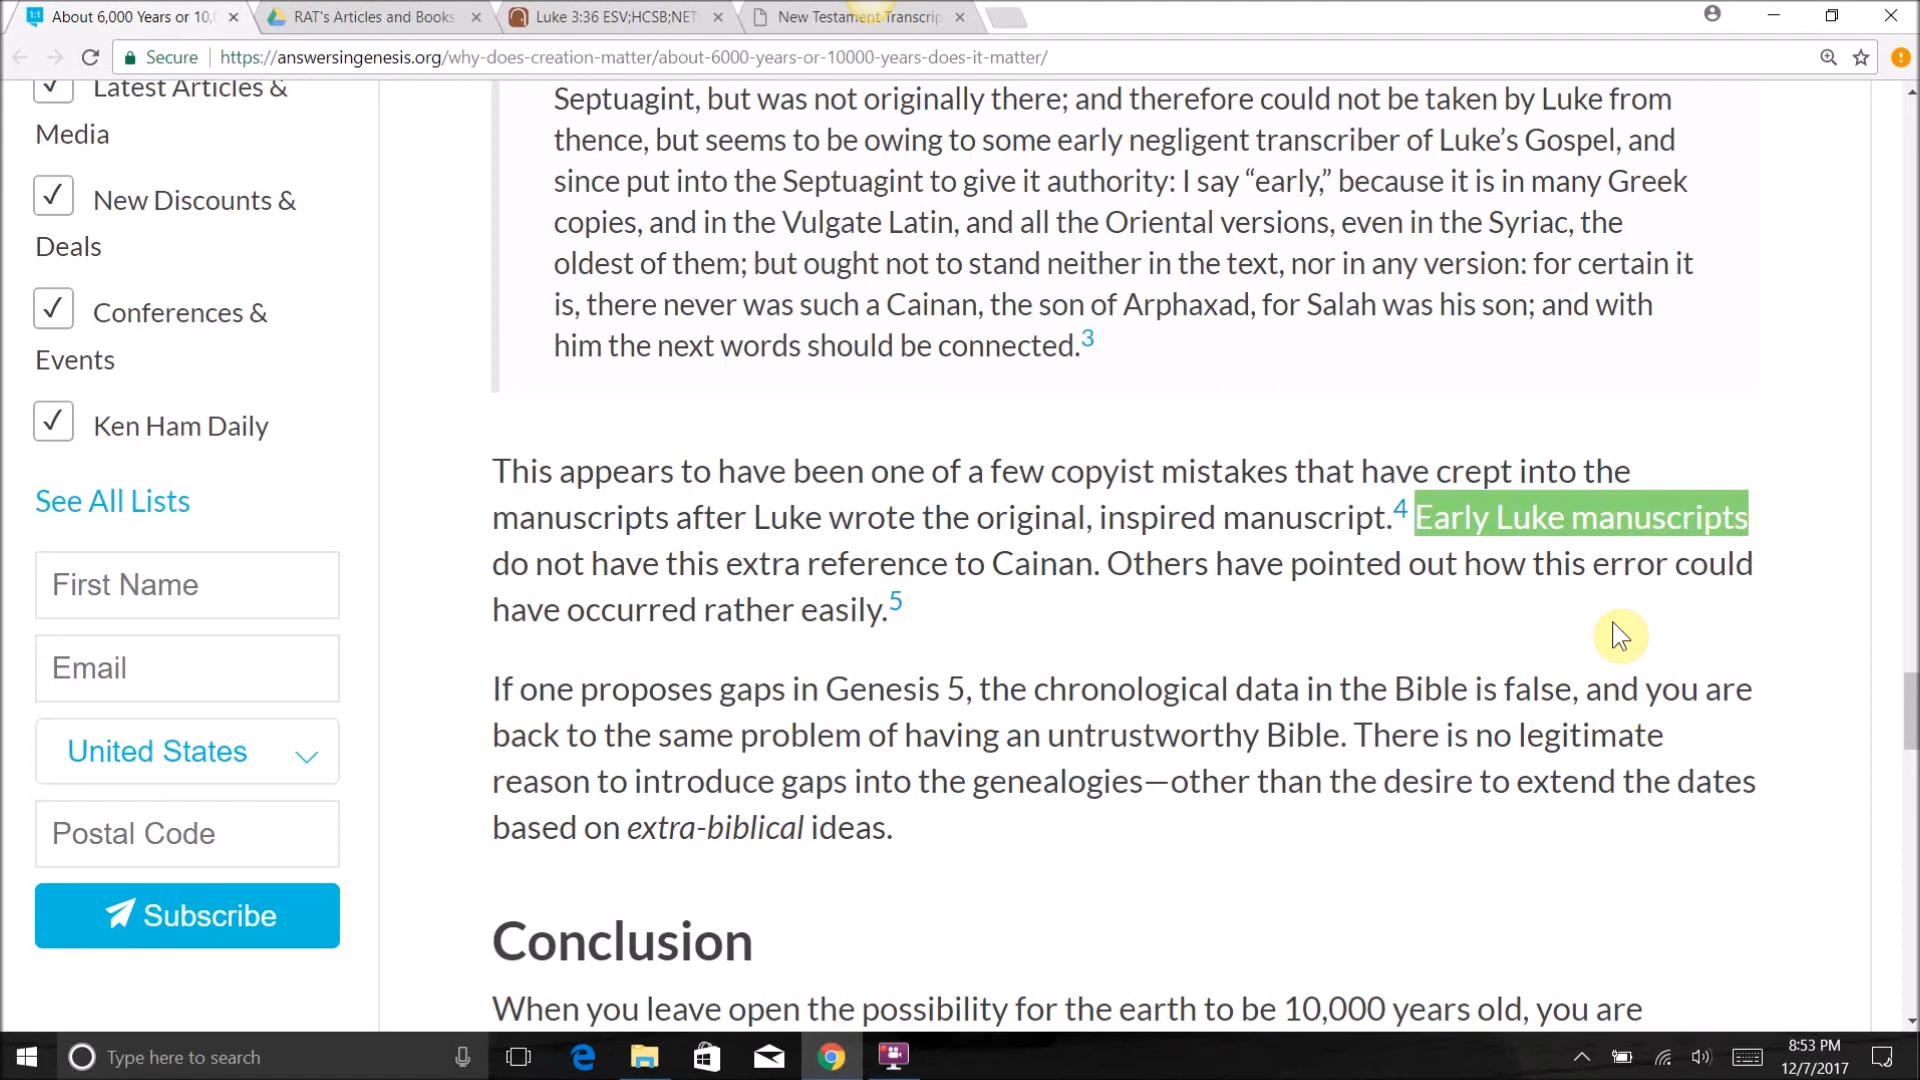 About 6,000 Years or 10,
RAT's Articles and Books
Luke 3:36 ESV;HCSB;NET
New Testament Transcrip
Secure
https://answersingenesis.org/why-does-creation-matter/about-6000-years-or-10000-years-does-it-matter/
Latest Articles &
Media
New Discounts &
Deals
Conferences &
Events
Ken Ham Daily
See All Lists
First Name
Email
United States
Postal Code
Subscribe
Septuagint, but was not originally there; and therefore could not be taken by Luke from
thence, but seems to be owing to some early negligent transcriber of Luke’s Gospel, and
since put into the Septuagint to give it authority: I say “early,” because it is in many Greek
copies, and in the Vulgate Latin, and all the Oriental versions, even in the Syriac, the
oldest of them; but ought not to stand neither in the text, nor in any version: for certain it
is, there never was such a Cainan, the son of Arphaxad, for Salah was his son; and with
him the next words should be connected.3
This appears to have been one of a few copyist mistakes that have crept into the
manuscripts after Luke wrote the original, inspired manuscript.4 Early Luke manuscripts
do not have this extra reference to Cainan. Others have pointed out how this error could
have occurred rather easily.5
If one proposes gaps in Genesis 5, the chronological data in the Bible is false, and you are
back to the same problem of having an untrustworthy Bible. There is no legitimate
reason to introduce gaps into the genealogies—other than the desire to extend the dates
based on extra-biblical ideas.
Conclusion
When you leave open the possibility for the earth to be 10,000 years old, you are
Type here to search
8:53 PM
12/7/2017